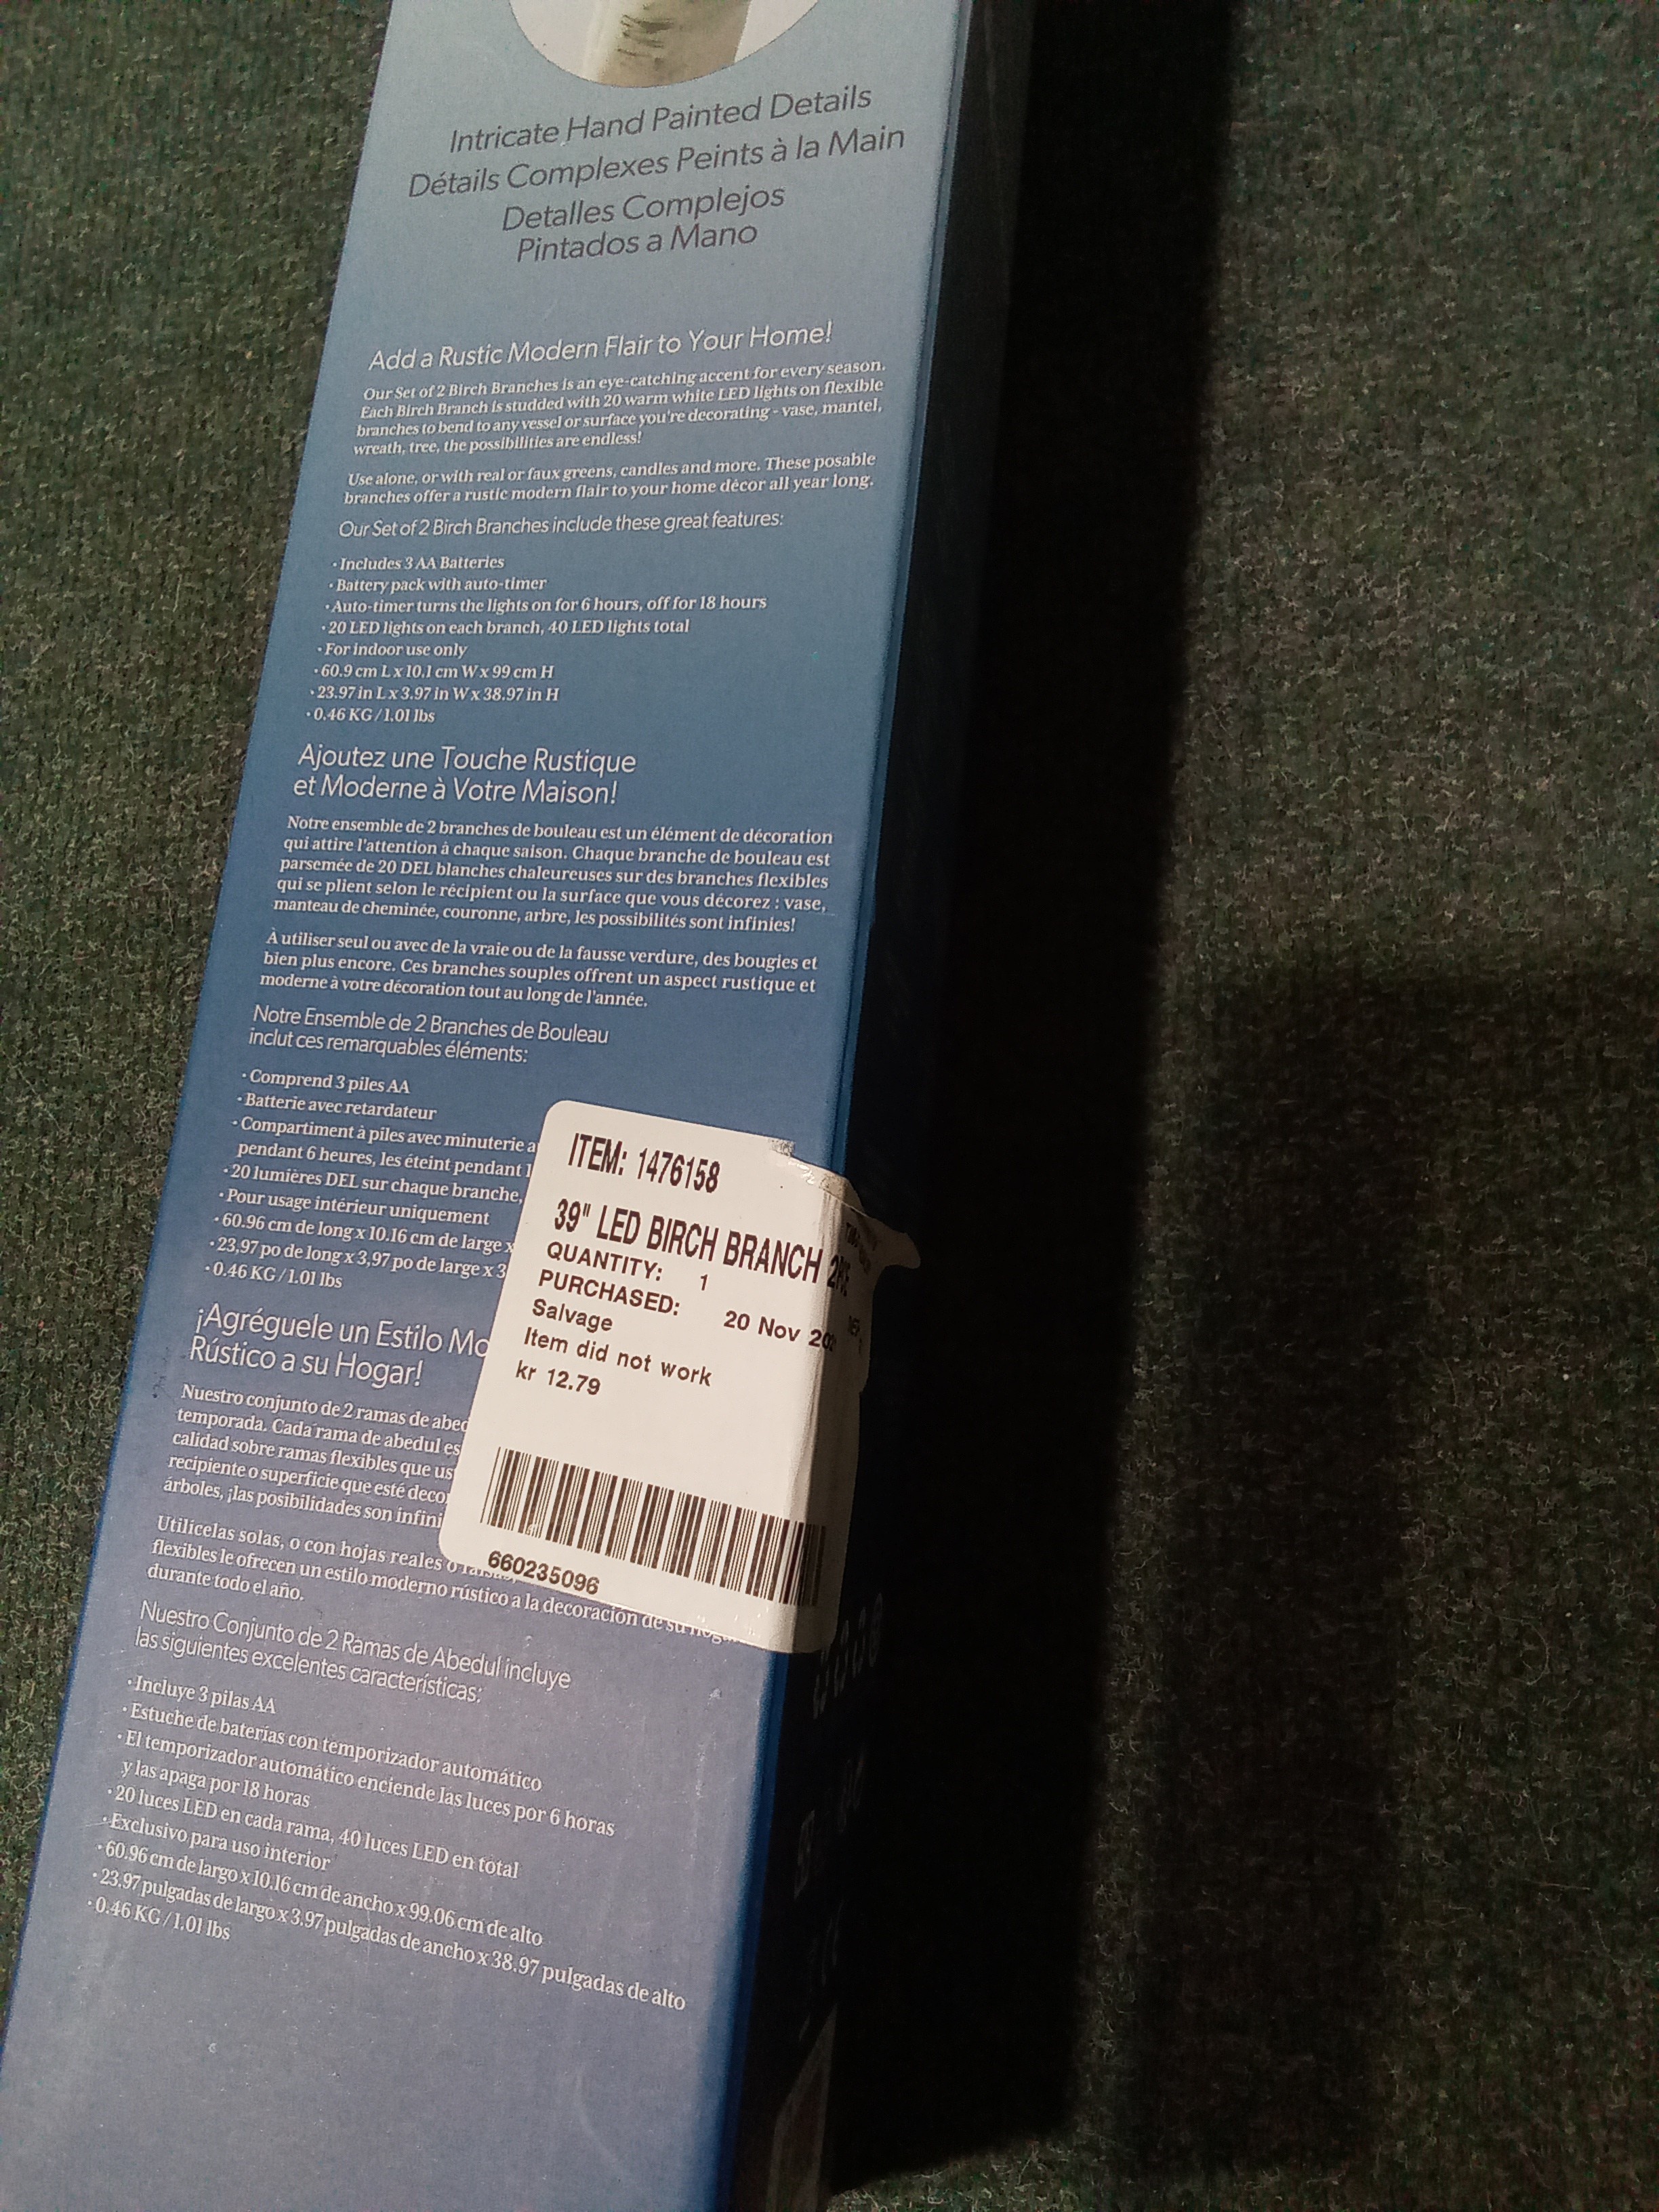 Intricate Hand Painted Details
Détails Complexes Peints à la Main
Detalles Complejos
Pintados a Mano
Add a Rustic Modern Flair to Your Home!
Our Set of 2 Birch Branches is an eye-catching accent for every season.
Each Birch Branch is studded with 20 warm white LED lights on flexible
branches to bend to any vessel or surface you're decorating - vase, mantel,
wreath, tree, the possibilities are endless!
Use alone, or with real or faux greens, candles and more. These posable
branches offer a rustic modern flair to your home décor all year long.
Our Set of 2 Birch Branches include these great features:
• Includes 3 AA Batteries
• Battery pack with auto-timer
• Auto-timer turns the lights on for 6 hours, off for 18 hours
• 20 LED lights on each branch, 40 LED lights total
• For indoor use only
• 60.9 cm L x 10.1 cm W x 99 cm H
• 23.97 in L x 3.97 in W x 38.97 in H
• 0.46 KG / 1.01 lbs
Ajoutez une Touche Rustique
et Moderne à Votre Maison!
Notre ensemble de 2 branches de bouleau est un élément de décoration
qui attire l'attention à chaque saison. Chaque branche de bouleau est
parsemée de 20 DEL blanches chaleureuses sur des branches flexibles
qui se plient selon le récipient ou la surface que vous décorez : vase,
manteau de cheminée, couronne, arbre, les possibilités sont infinies!
À utiliser seul ou avec de la vraie ou de la fausse verdure, des bougies et
bien plus encore. Ces branches souples offrent un aspect rustique et
moderne à votre décoration tout au long de l'année.
Notre Ensemble de 2 Branches de Bouleau
inclut ces remarquables éléments:
• Comprend 3 piles AA
• Batterie avec retardateur
• Compartiment à piles avec minuterie
pendant 6 heures, les éteint pendant
• 20 lumières DEL sur chaque branche,
• Pour usage intérieur uniquement
• 60.96 cm de long x 10.16 cm de large x
• 23,97 po de long x 3,97 po de large x 3
• 0.46 KG / 1.01 lbs
¡Agréguele un Estilo Mo
Rústico a su Hogar!
Nuestro conjunto de 2 ramas de abed
temporada. Cada rama de abedul es
calidad sobre ramas flexibles que us
recipiente o superficie que esté deco
árboles, ¡las posibilidades son infini
Utilícelas solas, o con hojas reales o
flexibles le ofrecen un estilo moderno rústico a la decoración de su
durante todo el año.
Nuestro Conjunto de 2 Ramas de Abedul incluye
las siguientes excelentes características:
• Incluye 3 pilas AA
• Estuche de baterías con temporizador automático
• El temporizador automático enciende las luces por 6 horas
y las apaga por 18 horas
• 20 luces LED en cada rama, 40 luces LED en total
• Exclusivo para uso interior
• 60.96 cm de largo x 10.16 cm de ancho x 99.06 cm de alto
• 23.97 pulgadas de largo x 3.97 pulgadas de ancho x 38.97 pulgadas de alto
• 0.46 KG / 1.01 lbs
ITEM: 1476158
39" LED BIRCH BRANCH
QUANTITY: 1
PURCHASED: 20 Nov
Salvage
Item did not work
kr 12.79
660235096